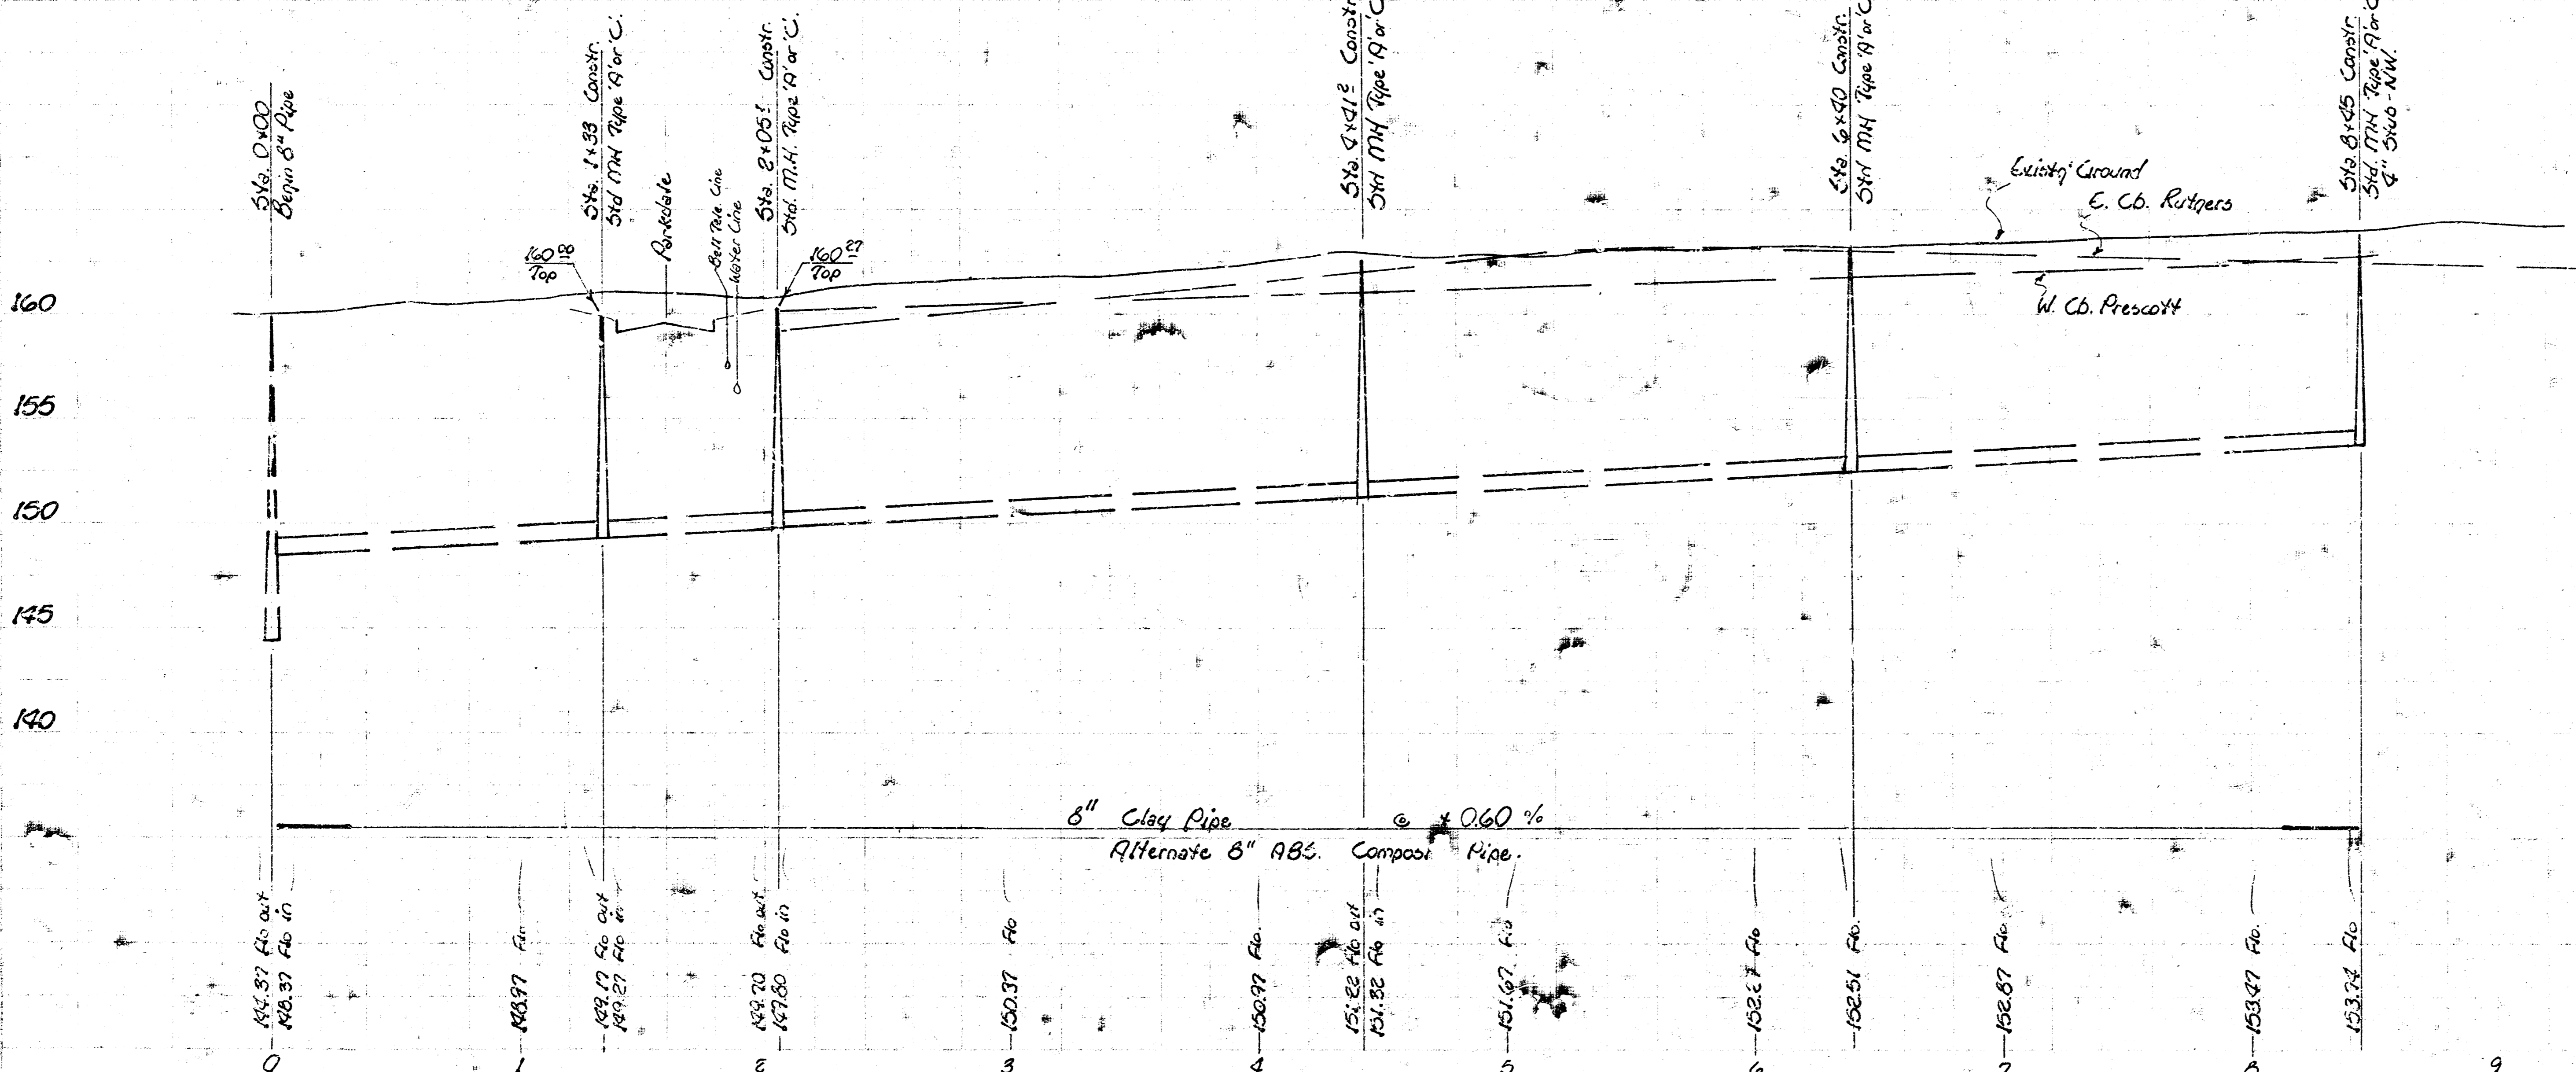 Sta. 0+00
Begin 8" Pipe
Sta. 1+33 Constr.
Std MH Type 'A' or 'C'.
Parkdale
Bell Tele. Line
Water Line
Sta. 2+05 Constr.
Std. M.H. Type 'A' or 'C'.
Sta. 4+41 Constr.
Std MH Type 'A' or 'C'
Sta. 6+40 Constr.
Std MH Type 'A' or 'C'
Sta. 8+45 Constr.
Std. MH Type 'A' or 'C'
4" Stub - NW.
160
Top
160 27
Top
Exist'g Ground
E. Cb. Rutgers
W. Cb. Prescott
160
155
150
145
140
8" Clay Pipe @ + 0.60 %
Alternate 8" ABS. Pipe.
144.37 Flo out
148.37 Flo in
148.97 Flo
149.17 Flo out
149.27 Flo in
149.70 Flo out
149.80 Flo in
150.37 Flo
150.97 Flo.
151.22 Flo out
151.32 Flo in
151.67 Flo
Flo
152.51 Flo.
152.87 Flo.
153.47 Flo.
153.74 Flo
0 1 2 3 4 5 6 7 8 9